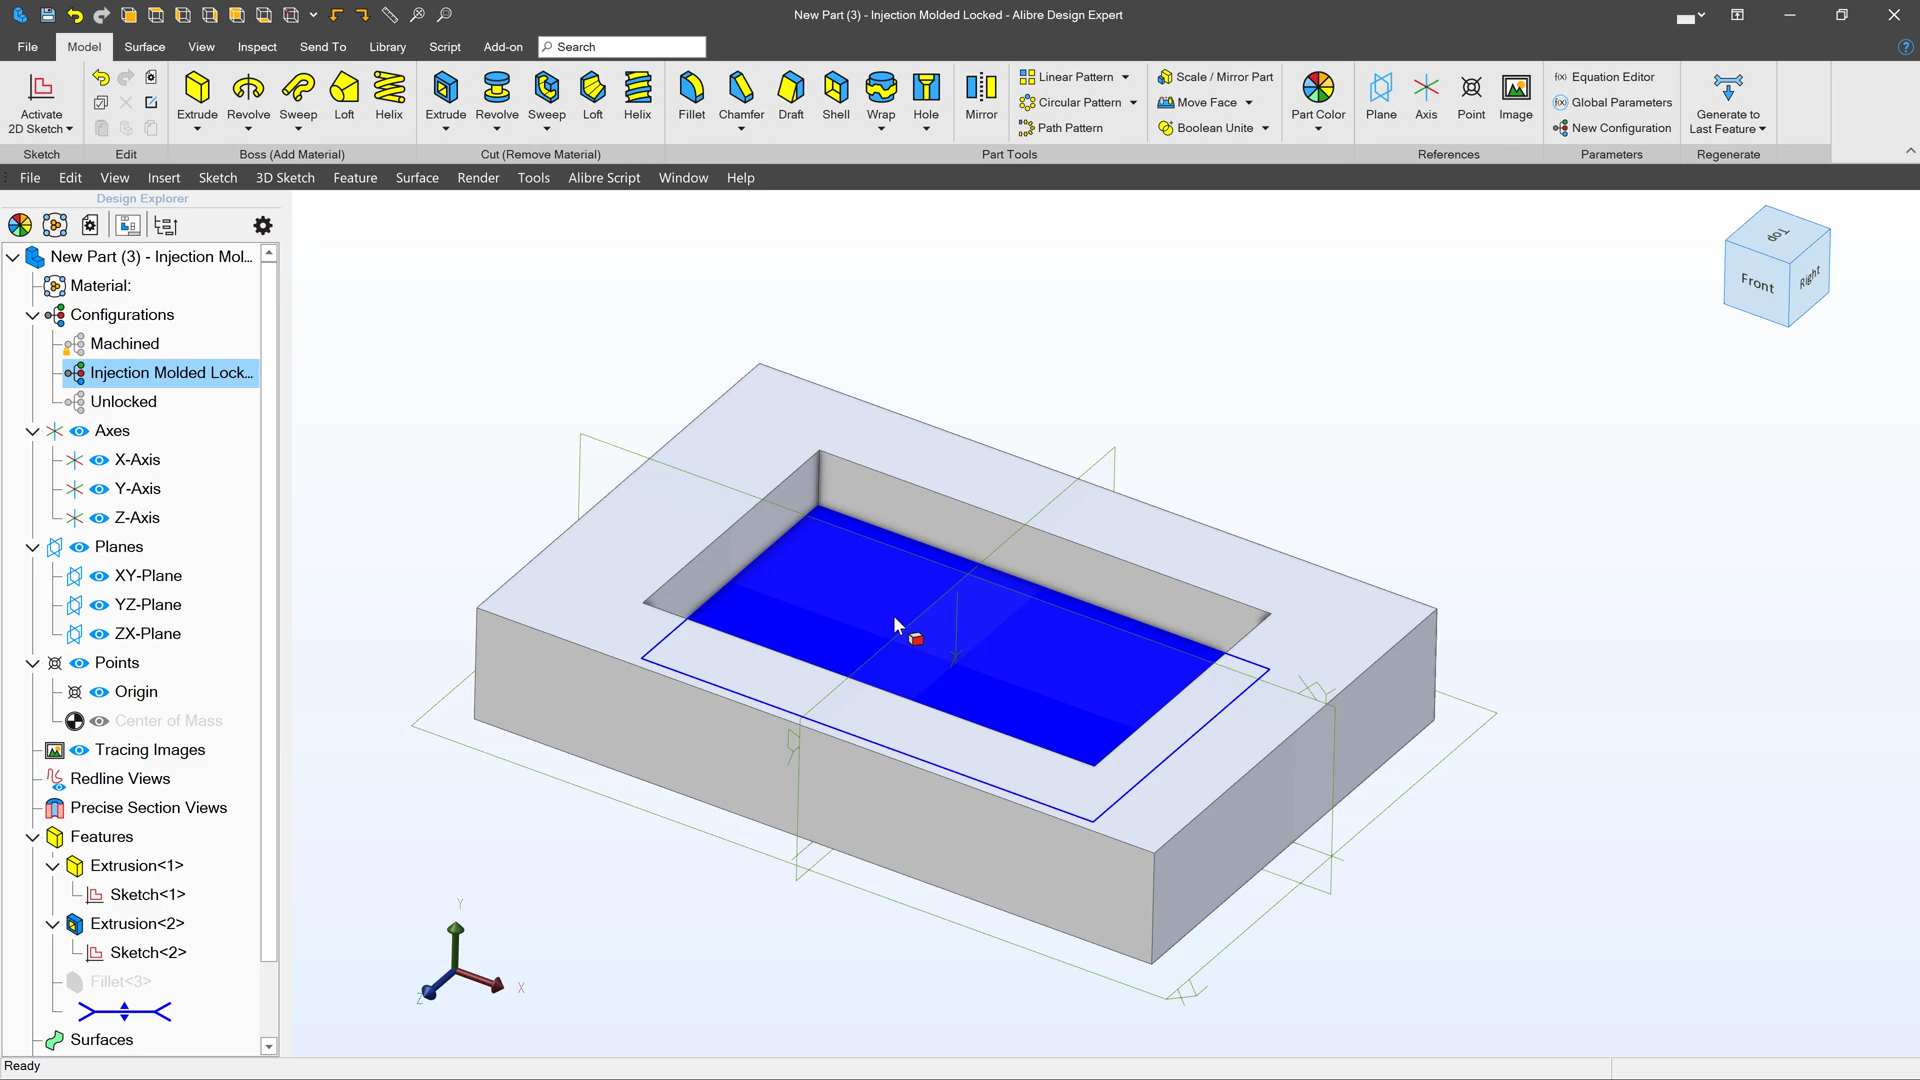 New Part (3) - Injection Molded Locked - Alibre Design Expert
File Model Surface View Inspect Send To Library Script Add-on Search
Activate 2D Sketch
Extrude Revolve Sweep Loft Helix
Extrude Revolve Sweep Loft Helix
Fillet Chamfer Draft Shell Wrap Hole Mirror
Linear Pattern
Circular Pattern
Path Pattern
Scale / Mirror Part
Move Face
Boolean Unite
Part Color
Plane Axis Point Image
Equation Editor
Global Parameters
New Configuration
Generate to Last Feature
Sketch Edit Boss (Add Material) Cut (Remove Material) Part Tools References Parameters Regenerate
File Edit View Insert Sketch 3D Sketch Feature Surface Render Tools Alibre Script Window Help
Design Explorer
New Part (3) - Injection Mol...
Material:
Configurations
Machined
Injection Molded Lock...
Unlocked
Axes
X-Axis
Y-Axis
Z-Axis
Planes
XY-Plane
YZ-Plane
ZX-Plane
Points
Origin
Center of Mass
Tracing Images
Redline Views
Precise Section Views
Features
Extrusion<1>
Sketch<1>
Extrusion<2>
Sketch<2>
Fillet<3>
Surfaces
Top
Front
Right
Y
X
Z
Ready